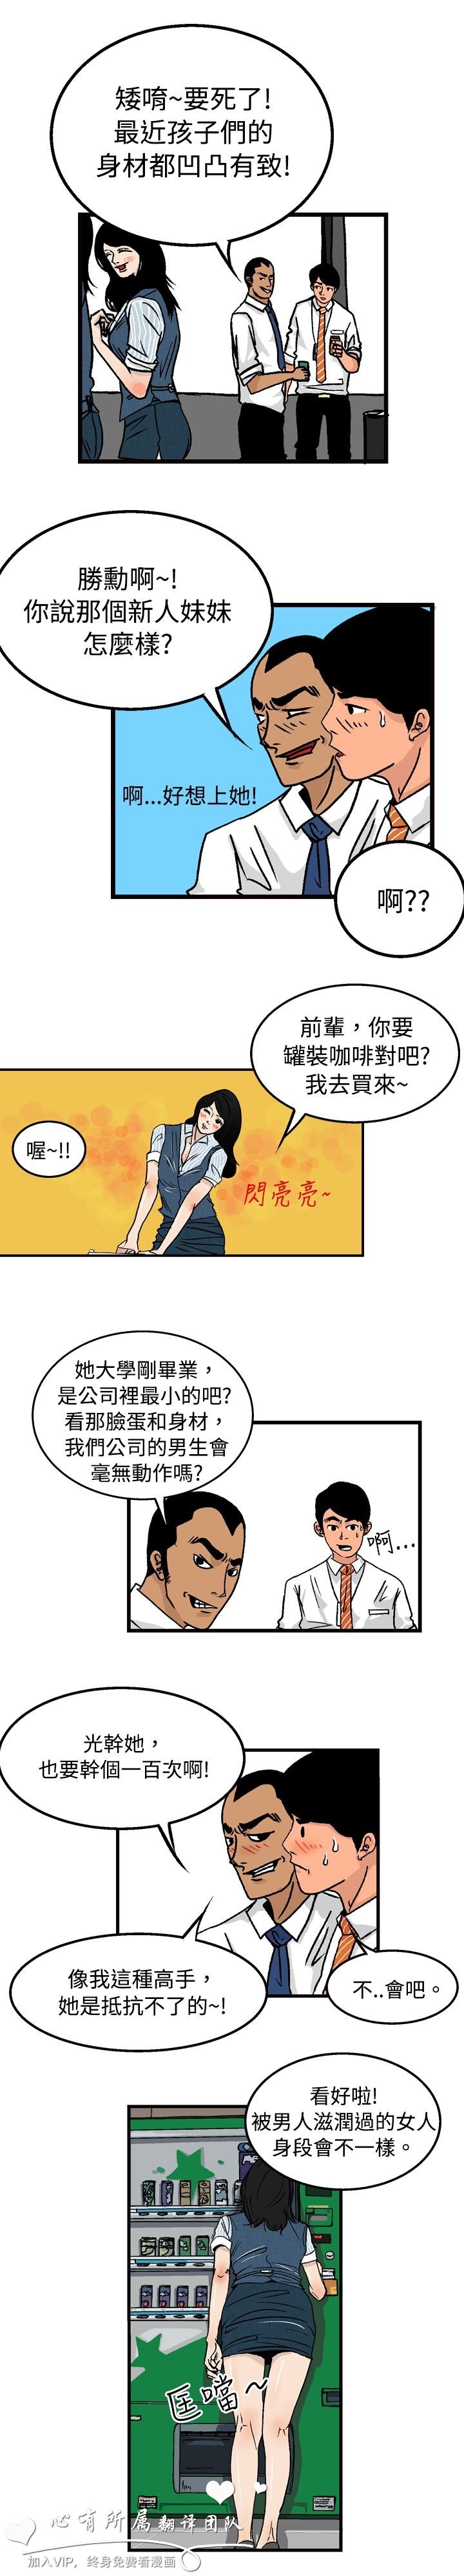 矮唷~要死了!
最近孩子們的
身材都凹凸有致!
勝勳啊~!
你說那個新人妹妹
怎麼樣?
啊...好想上她!
啊??
前輩，你要
罐裝咖啡對吧?
我去買來~
喔~!!
閃亮亮~
她大學剛畢業，
是公司裡最小的吧?
看那臉蛋和身材，
我們公司的男生會
毫無動作嗎?
啊...
光幹她，
也要幹個一百次啊!
像我這種高手，
她是抵抗不了的~!
不..會吧。
看好啦!
被男人滋潤過的女人
身段會不一樣。
匡噹~
心有所属翻译团队
加入VIP，终身免费看漫画